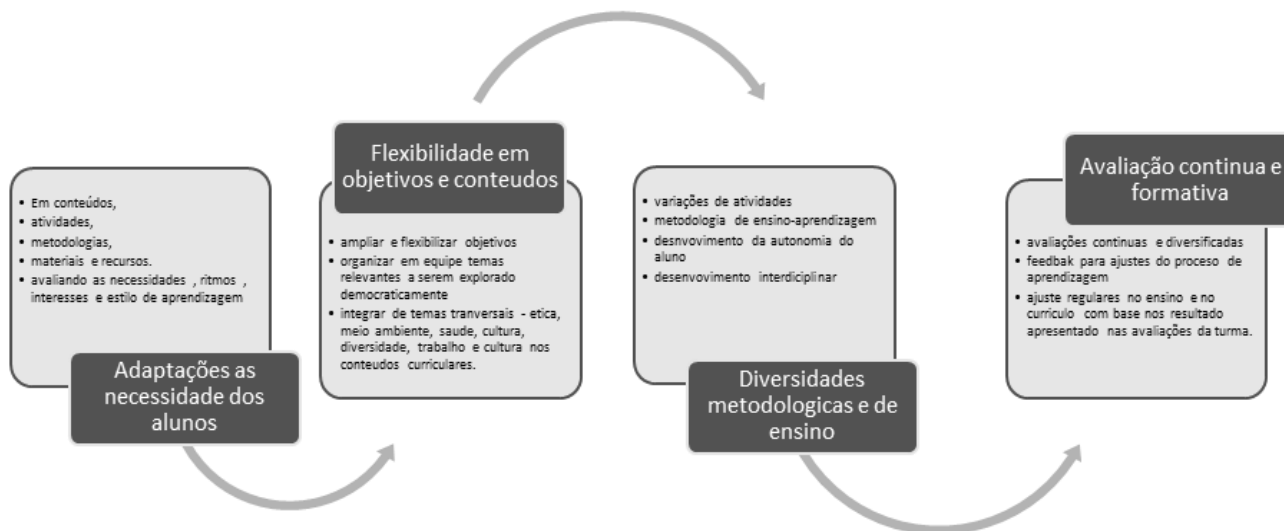 • Em conteúdos,
• atividades,
• metodologias,
• materiais e recursos.
• avaliando as necessidades , ritmos ,
interesses e estilo de aprendizagem
Adaptações as
necessidade dos
alunos
Flexibilidade em
objetivos e conteudos
• ampliar e flexibilizar objetivos
• organizar em equipe temas
relevantes a serem explorado
democraticamente
• integrar de temas tranversais - etica,
meio ambiente, saude, cultura,
diversidade, trabalho e cultura nos
conteudos curriculares.
• variações de atividades
• metodologia de ensino-aprendizagem
• desnvovimento da autonomia do
aluno
• desenvovimento interdiciplinar
Diversidades
metodologicas e de
ensino
Avaliação continua e
formativa
• avaliações continuas e diversificadas
• feedbak para ajustes do proceso de
aprendizagem
• ajuste regulares no ensino e no
curriculo com base nos resultado
apresentado nas avaliações da turma.